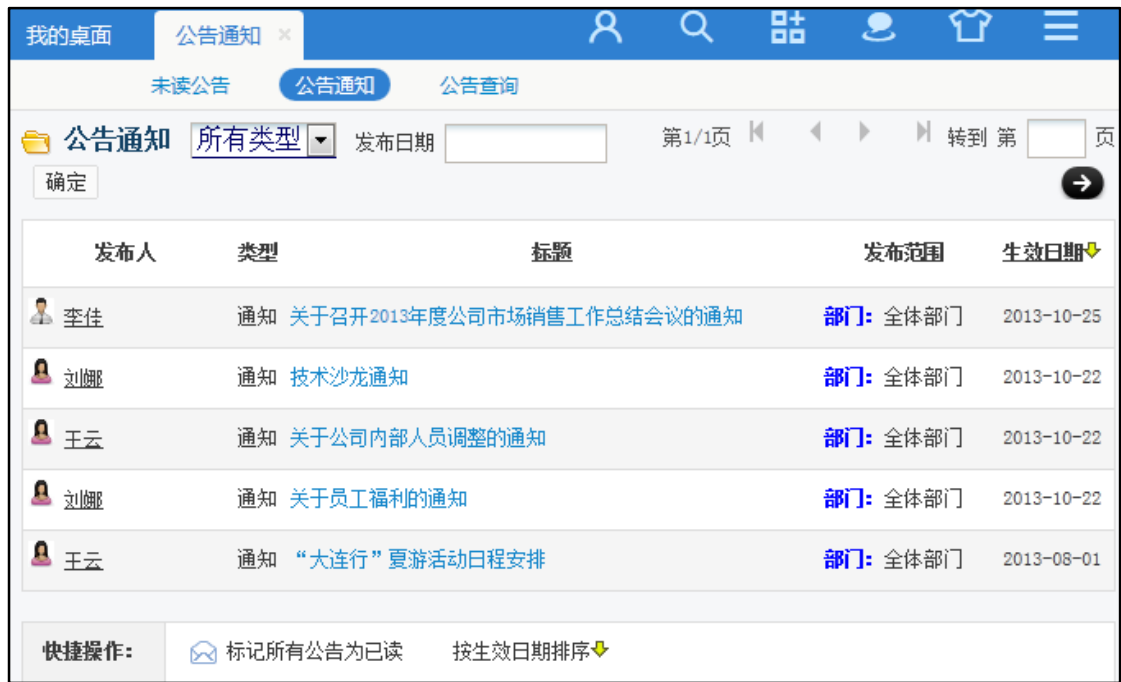 我的桌面 公告通知 ×
未读公告 公告通知 公告查询
公告通知 所有类型 发布日期 第1/1页 转到 第 页
确定
发布人 类型 标题 发布范围 生效日期
李佳 通知 关于召开2013年度公司市场销售工作总结会议的通知 部门：全体部门 2013-10-25
刘娜 通知 技术沙龙通知 部门：全体部门 2013-10-22
王云 通知 关于公司内部人员调整的通知 部门：全体部门 2013-10-22
刘娜 通知 关于员工福利的通知 部门：全体部门 2013-10-22
王云 通知 “大连行”夏游活动日程安排 部门：全体部门 2013-08-01
快捷操作： 标记所有公告为已读 按生效日期排序